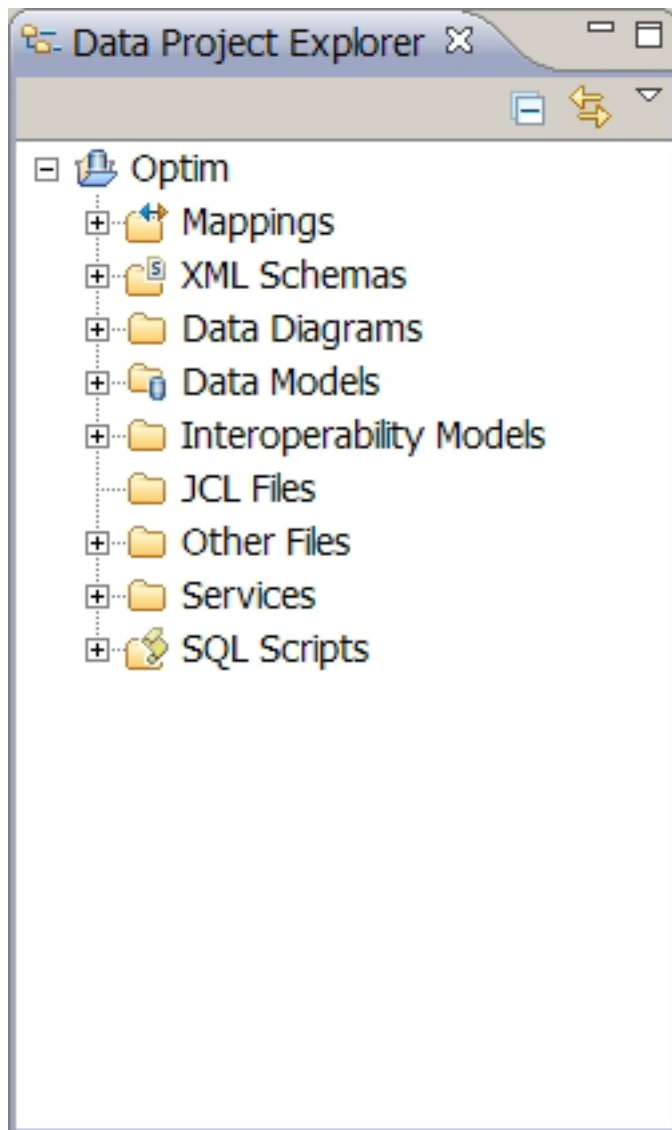 Data Project Explorer
Optim
Mappings
XML Schemas
Data Diagrams
Data Models
Interoperability Models
JCL Files
Other Files
Services
SQL Scripts